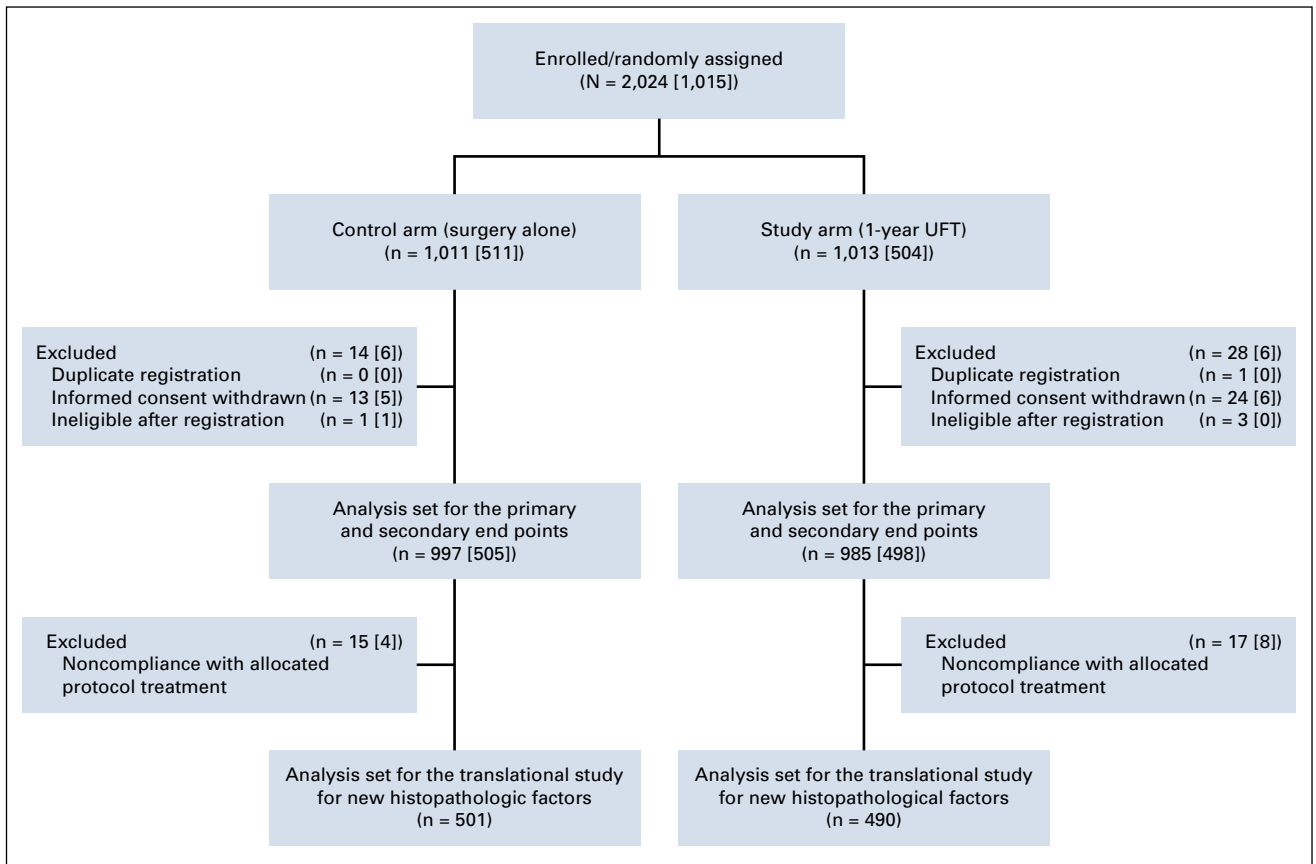 Enrolled/randomly assigned
(N = 2,024 [1,015])
Control arm (surgery alone)
(n = 1,011 [511])
Study arm (1-year UFT)
(n = 1,013 [504])
Excluded (n = 14 [6])
Duplicate registration (n = 0 [0])
Informed consent withdrawn (n = 13 [5])
Ineligible after registration (n = 1 [1])
Excluded (n = 28 [6])
Duplicate registration (n = 1 [0])
Informed consent withdrawn (n = 24 [6])
Ineligible after registration (n = 3 [0])
Analysis set for the primary
and secondary end points
(n = 997 [505])
Analysis set for the primary
and secondary end points
(n = 985 [498])
Excluded (n = 15 [4])
Noncompliance with allocated
protocol treatment
Excluded (n = 17 [8])
Noncompliance with allocated
protocol treatment
Analysis set for the translational study
for new histopathologic factors
(n = 501)
Analysis set for the translational study
for new histopathological factors
(n = 490)